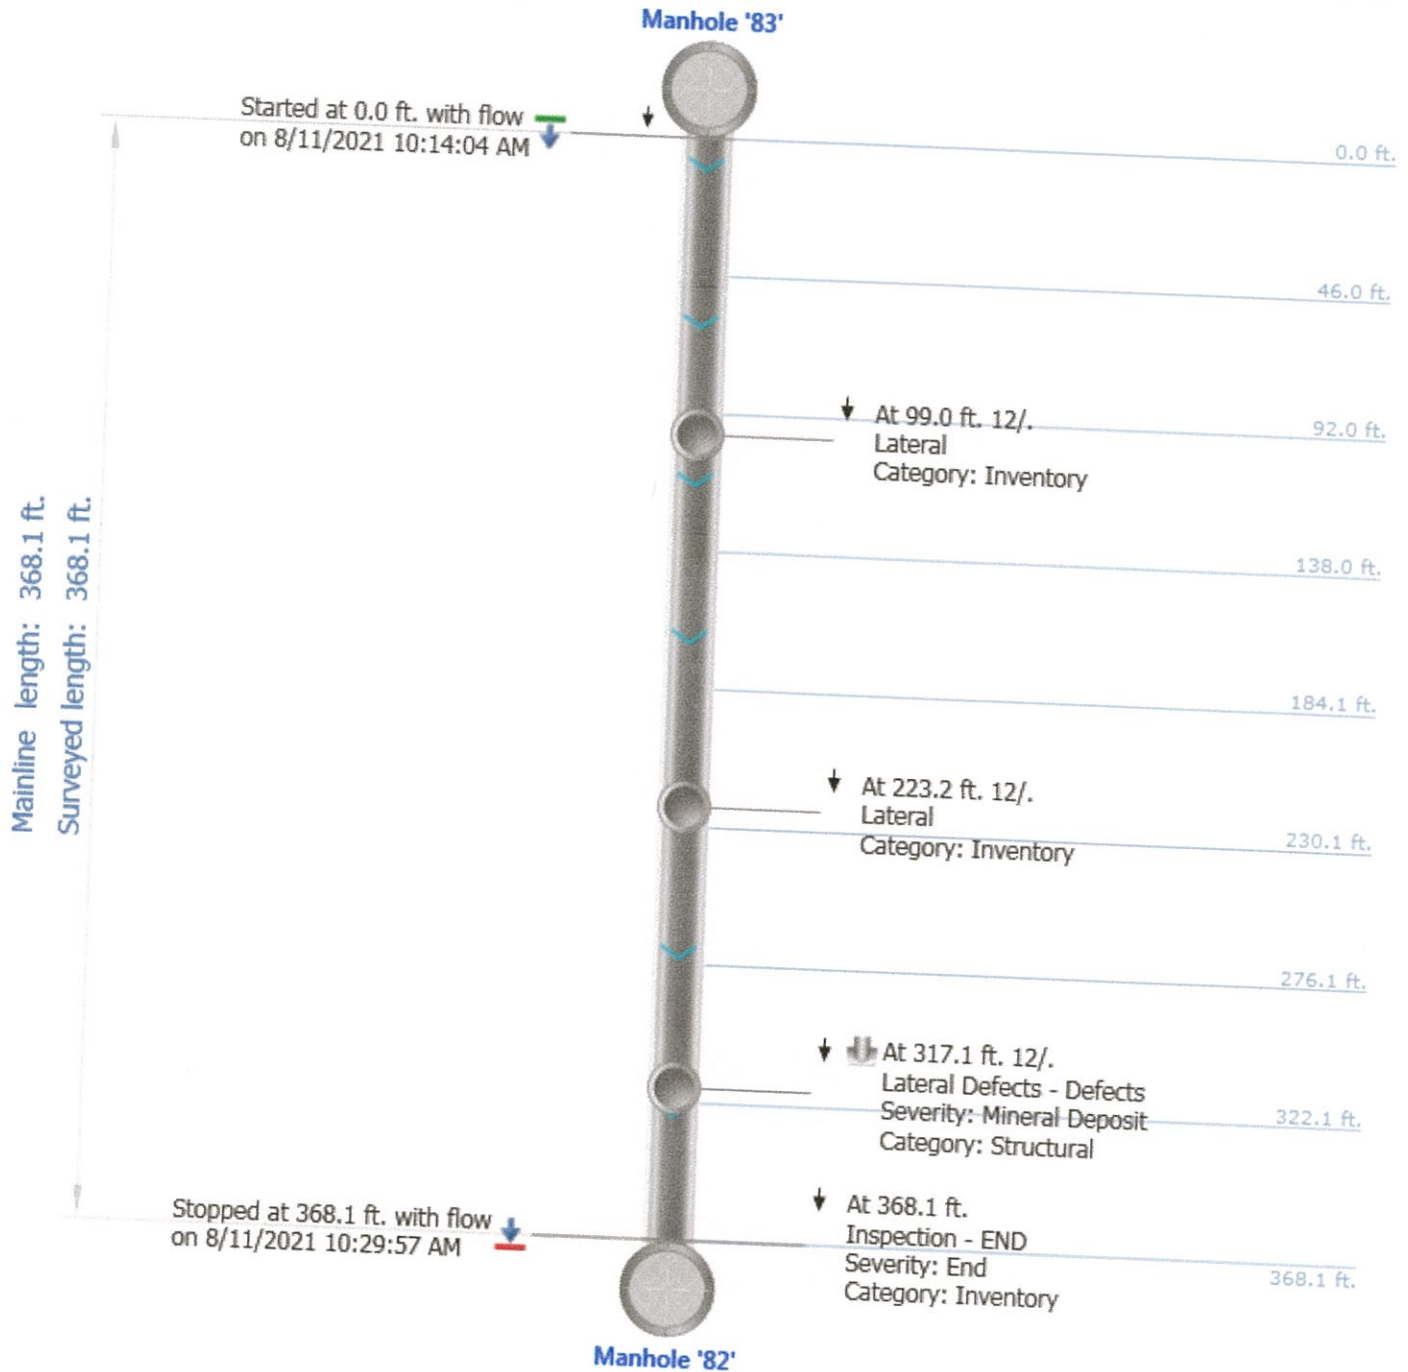 Manhole '83'
Started at 0.0 ft. with flow
on 8/11/2021 10:14:04 AM
0.0 ft.
46.0 ft.
At 99.0 ft. 12/.
Lateral
Category: Inventory
92.0 ft.
Mainline length: 368.1 ft.
Surveyed length: 368.1 ft.
138.0 ft.
184.1 ft.
At 223.2 ft. 12/.
Lateral
Category: Inventory
230.1 ft.
276.1 ft.
At 317.1 ft. 12/.
Lateral Defects - Defects
Severity: Mineral Deposit
Category: Structural
322.1 ft.
Stopped at 368.1 ft. with flow
on 8/11/2021 10:29:57 AM
At 368.1 ft.
Inspection - END
Severity: End
Category: Inventory
368.1 ft.
Manhole '82'